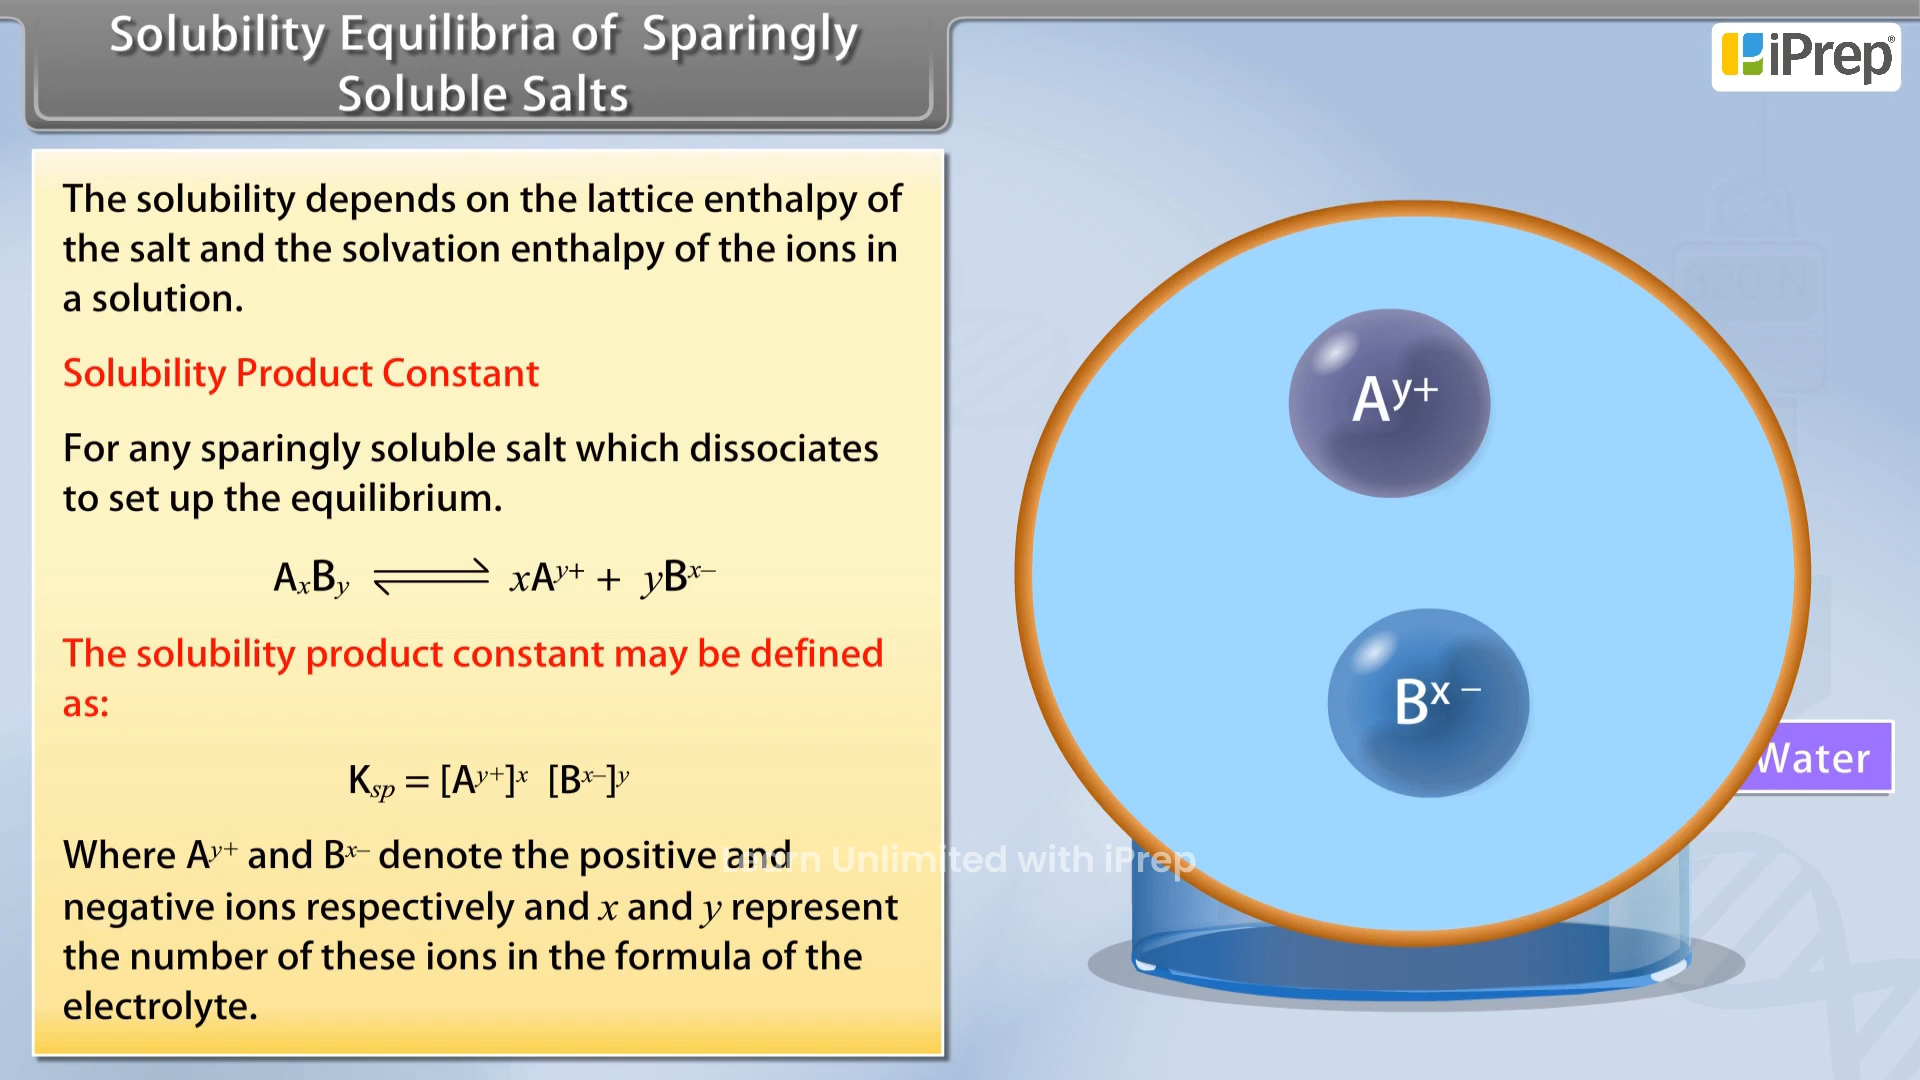 Solubility Equilibria of Sparingly
Soluble Salts
iPrep®
The solubility depends on the lattice enthalpy of
the salt and the solvation enthalpy of the ions in
a solution.
Solubility Product Constant
For any sparingly soluble salt which dissociates
to set up the equilibrium.
AₓBᵧ ⇌ xAʸ⁺ + yBˣ⁻
The solubility product constant may be defined
as:
Kₛₚ = [Aʸ⁺]ˣ [Bˣ⁻]ʸ
Where Aʸ⁺ and Bˣ⁻ denote the positive and
negative ions respectively and x and y represent
the number of these ions in the formula of the
electrolyte.
Aʸ⁺
Bˣ⁻
Water
Learn Unlimited with iPrep
120 N